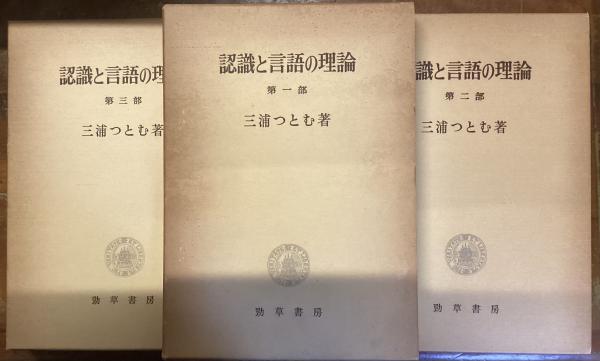 認識と言語の理
第三部
三浦つとむ著
勁草書房
認識と言語の理論
第一部
三浦つとむ著
勁草書房
識と言語の理論
第二部
三浦つとむ著
勁草書房